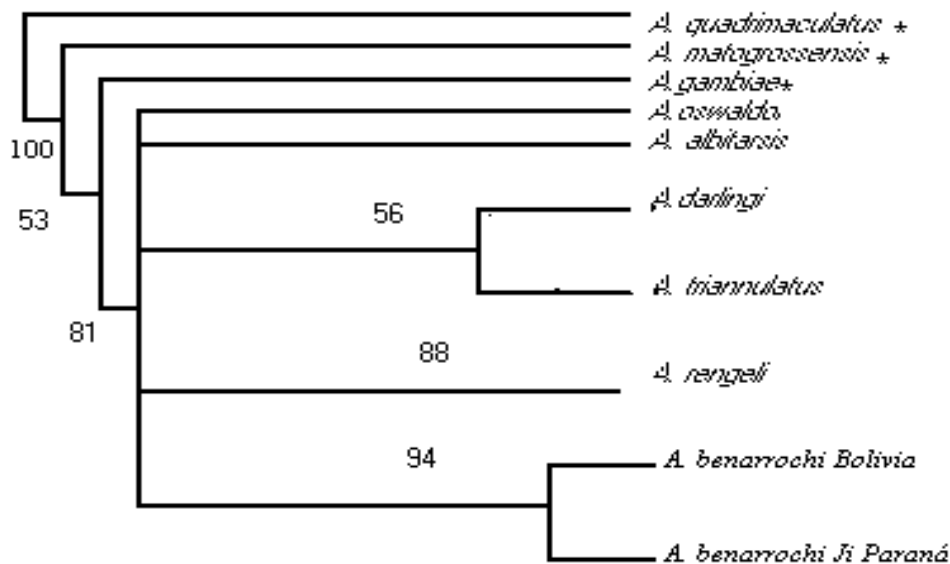 A. quadrimaculatus *
A. matogrossensis *
A. gambiae*
A. oswaldoi
A. albitarsis
100
53
56
A. darlingi
A. triannulatus
81
88
A. rangeli
94
A. benarrochi Bolivia
A. benarrochi Ji Paraná